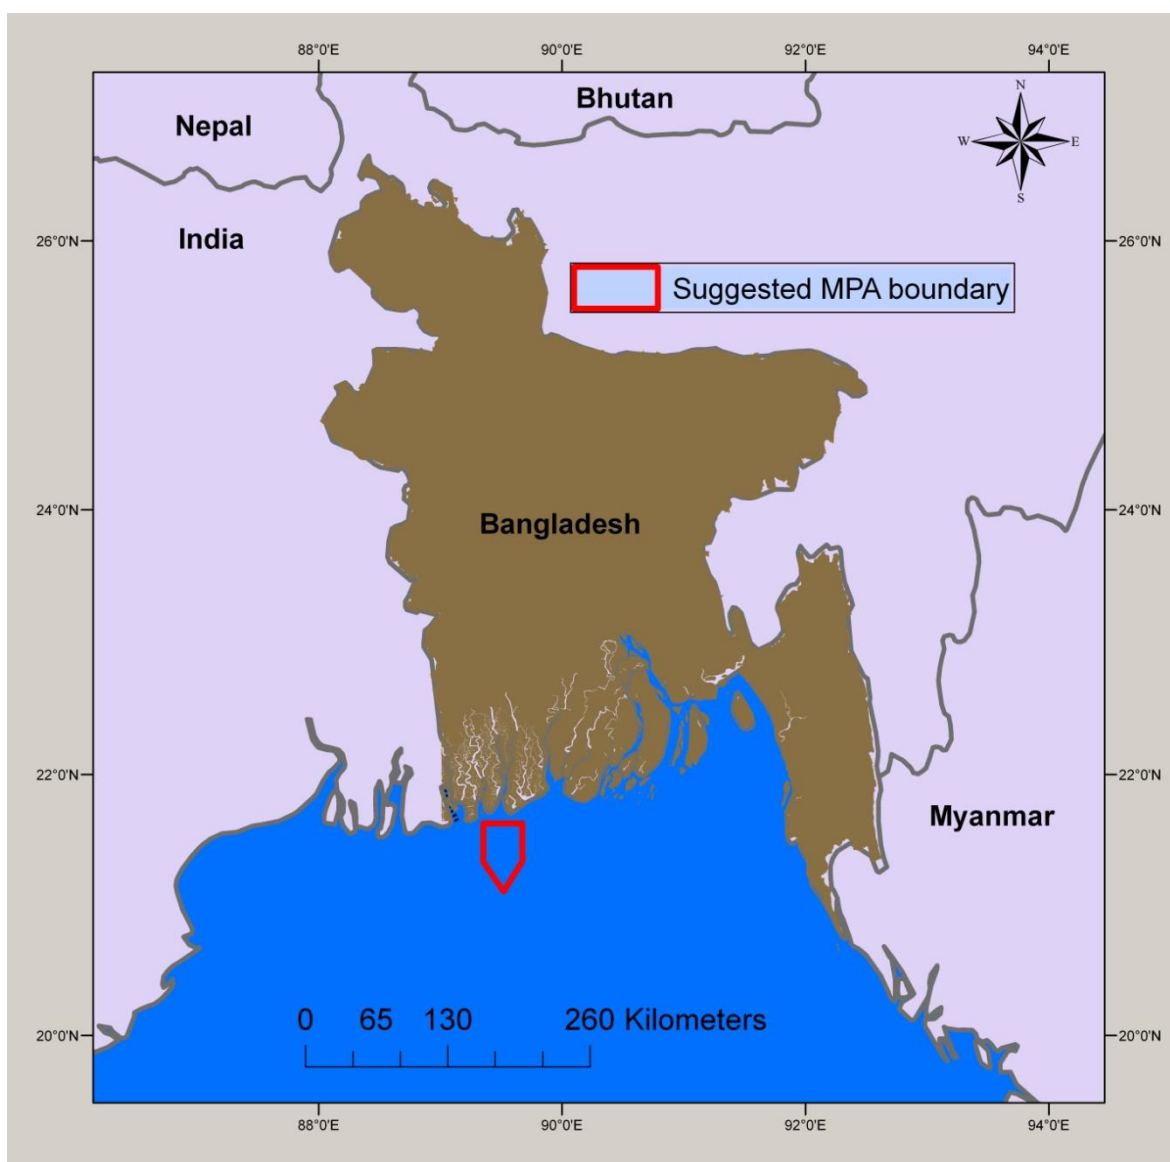 88°0'E 90°0'E 92°0'E 94°0'E
Nepal
Bhutan
N
W E
S
India
26°0'N 26°0'N
Suggested MPA boundary
24°0'N 24°0'N
Bangladesh
22°0'N 22°0'N
Myanmar
0 65 130 260 Kilometers
20°0'N 20°0'N
88°0'E 90°0'E 92°0'E 94°0'E